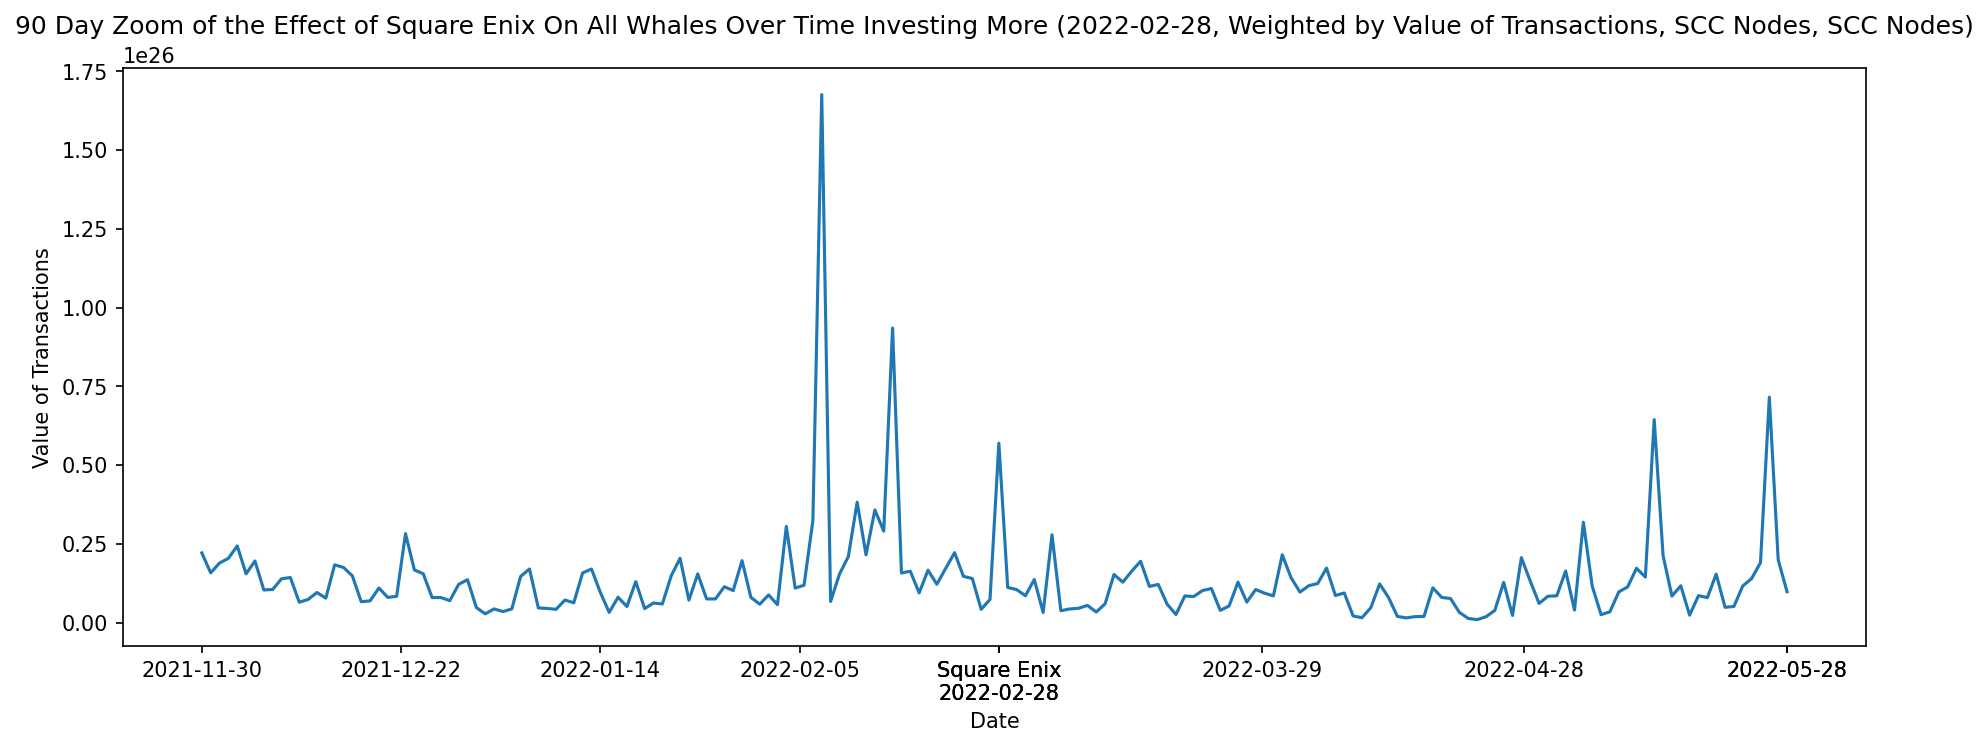 90 Day Zoom of the Effect of Square Enix On All Whales Over Time Investing More (2022-02-28, Weighted by Value of Transactions, SCC Nodes, SCC Nodes)
1e26
1.75
1.50
1.25
1.00
0.75
0.50
0.25
0.00
Value of Transactions
2021-11-30 2021-12-22 2022-01-14 2022-02-05 Square Enix 2022-03-29 2022-04-28 2022-05-28
2022-02-28
Date